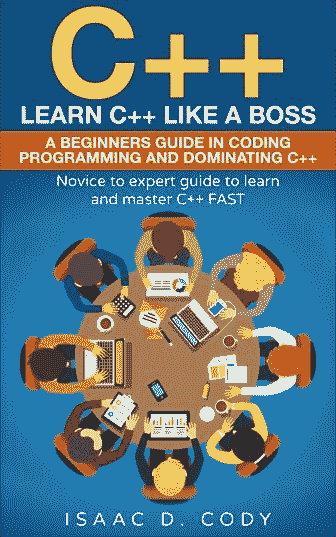 C++
LEARN C++ LIKE A BOSS
A BEGINNERS GUIDE IN CODING
PROGRAMMING AND DOMINATING C++
Novice to expert guide to learn
and master C++ FAST
ISAAC D. CODY